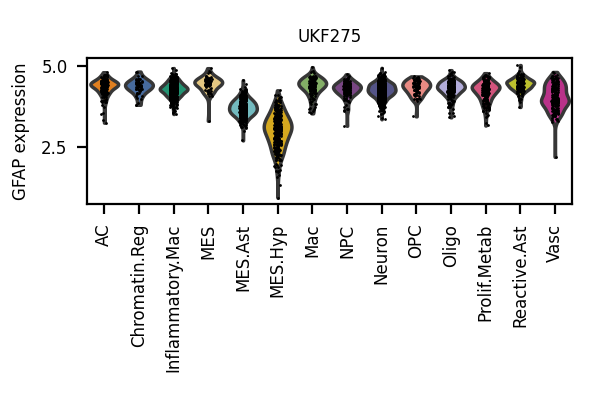 UKF275
GFAP expression
5.0
2.5
AC
Chromatin.Reg
Inflammatory.Mac
MES
MES.Ast
MES.Hyp
Mac
NPC
Neuron
OPC
Oligo
Prolif.Metab
Reactive.Ast
Vasc